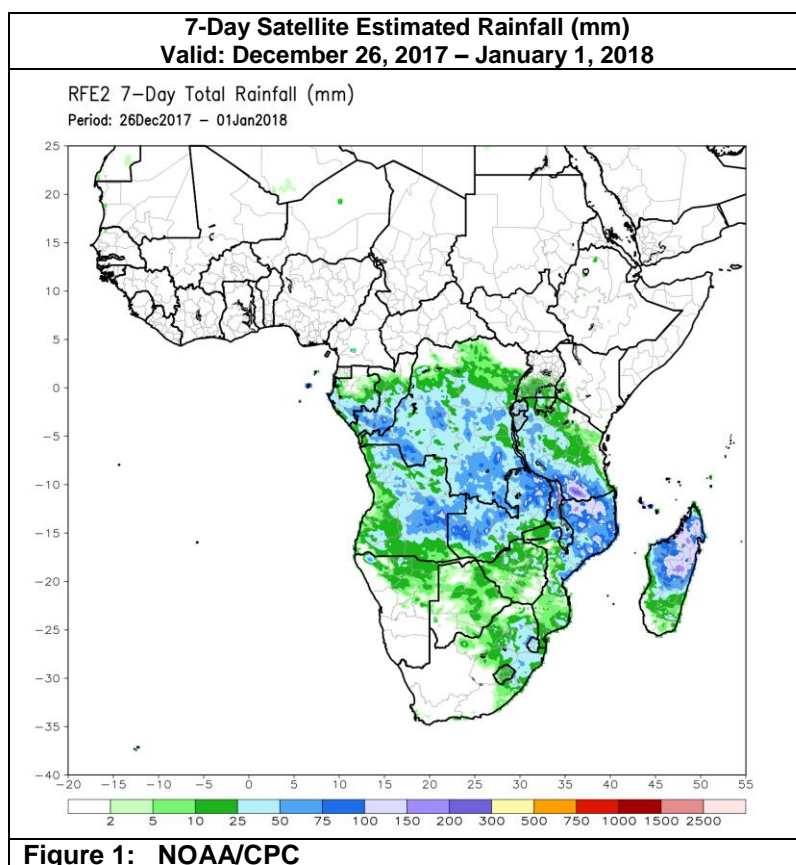 7-Day Satellite Estimated Rainfall (mm)
Valid: December 26, 2017 – January 1, 2018
RFE2 7-Day Total Rainfall (mm)
Period: 26Dec2017 - 01Jan2018
25
20
15
10
5
0
-5
-10
-15
-20
-25
-30
-35
-40
-20 -15 -10 -5 0 5 10 15 20 25 30 35 40 45 50 55
2 5 10 25 50 75 100 150 200 300 500 750 1000 1500 2500
Figure 1: NOAA/CPC